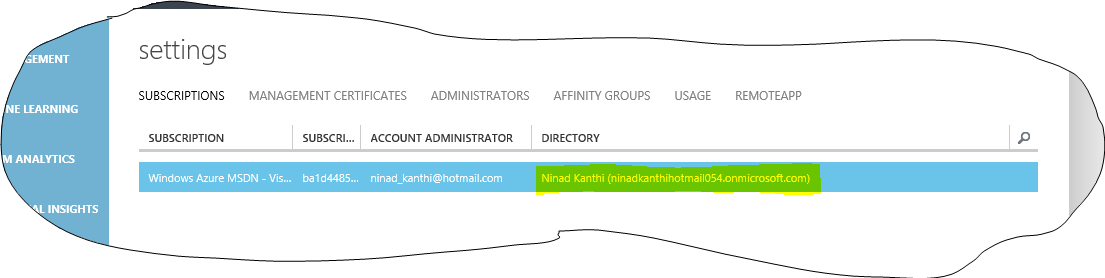 settings
GEMENT
SUBSCRIPTIONS MANAGEMENT CERTIFICATES ADMINISTRATORS AFFINITY GROUPS USAGE REMOTEAPP
NE LEARNING
SUBSCRIPTION SUBSCRI... ACCOUNT ADMINISTRATOR DIRECTORY
M ANALYTICS
Windows Azure MSDN - Vis... ba1d4485... ninad_kanthi@hotmail.com Ninad Kanthi (ninadkanthihotmail054.onmicrosoft.com)
AL INSIGHTS